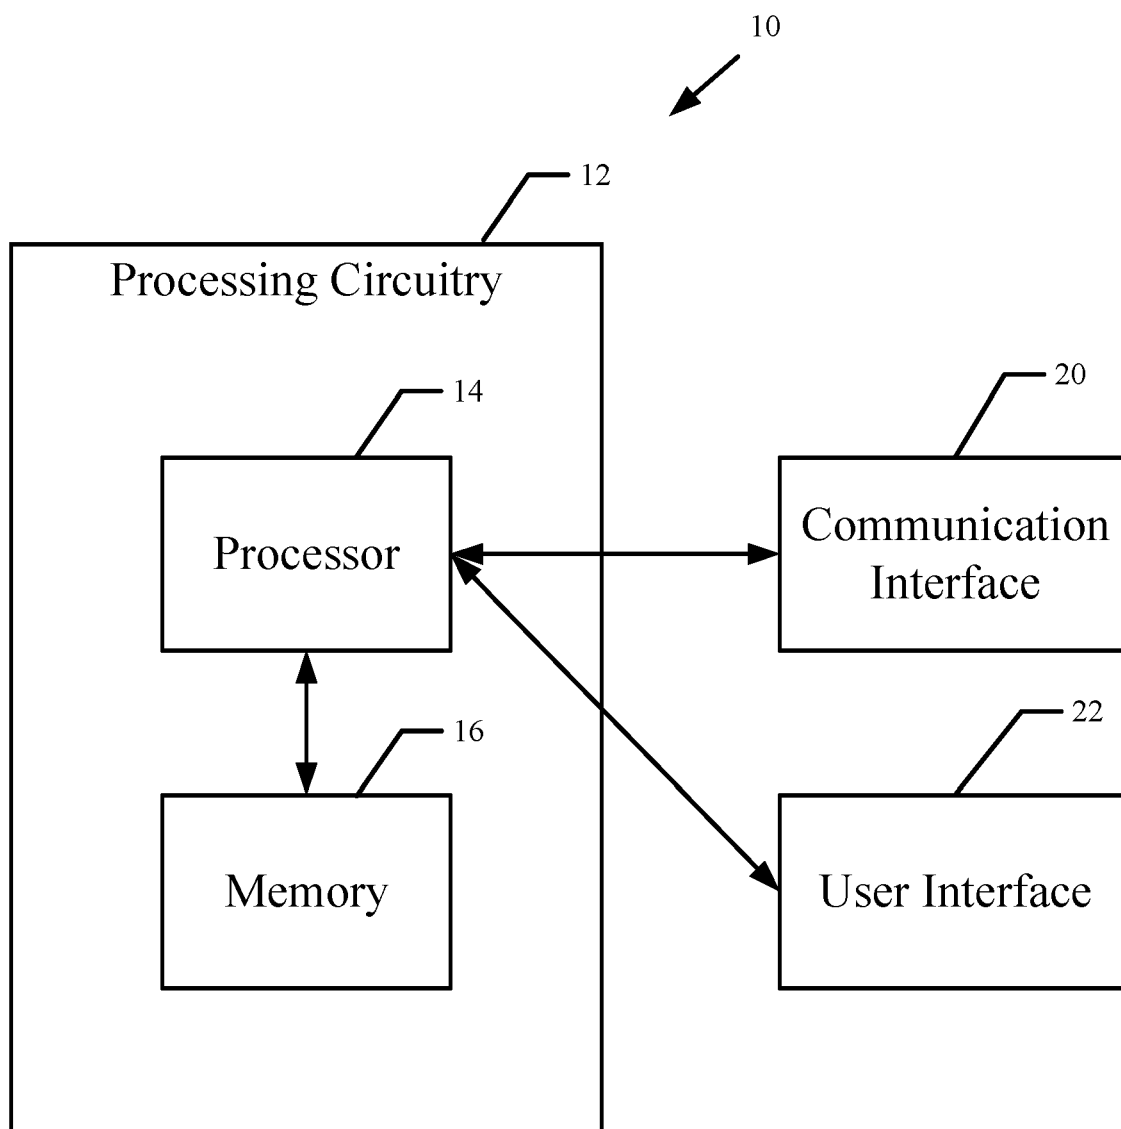 10
12
Processing Circuitry
14
20
Processor
Communication
Interface
16
22
Memory
User Interface